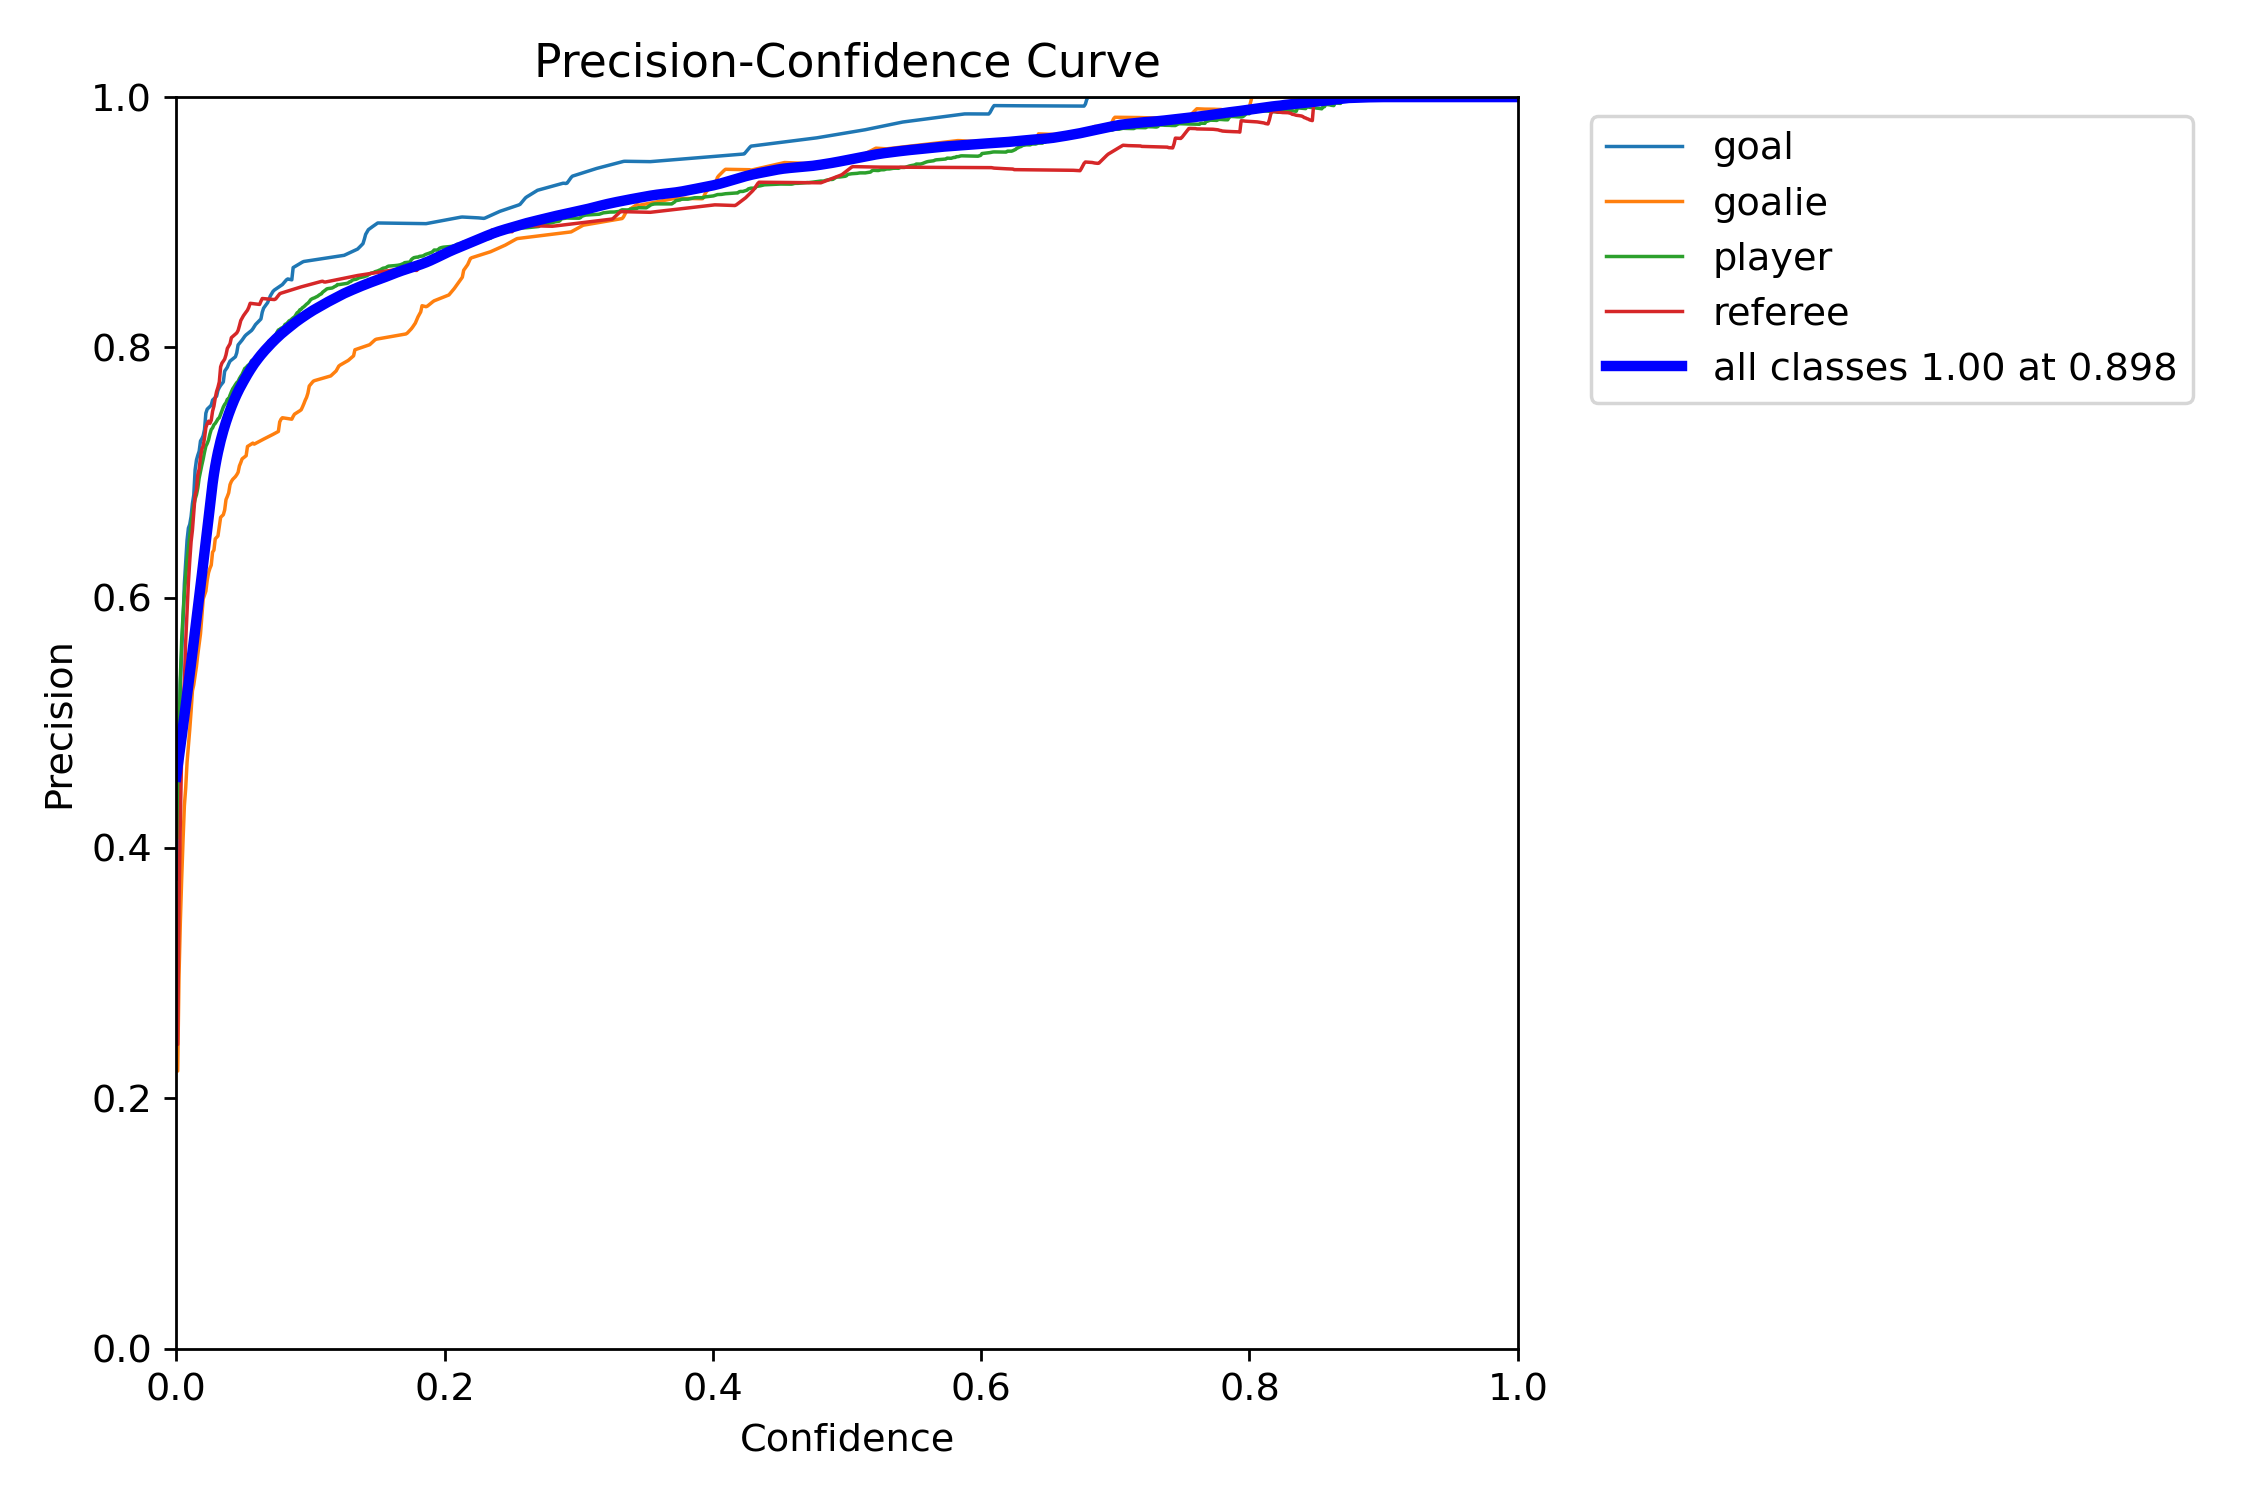 Precision-Confidence Curve
1.0
0.8
0.6
0.4
0.2
0.0
Precision
0.0 0.2 0.4 0.6 0.8 1.0
Confidence
goal
goalie
player
referee
all classes 1.00 at 0.898